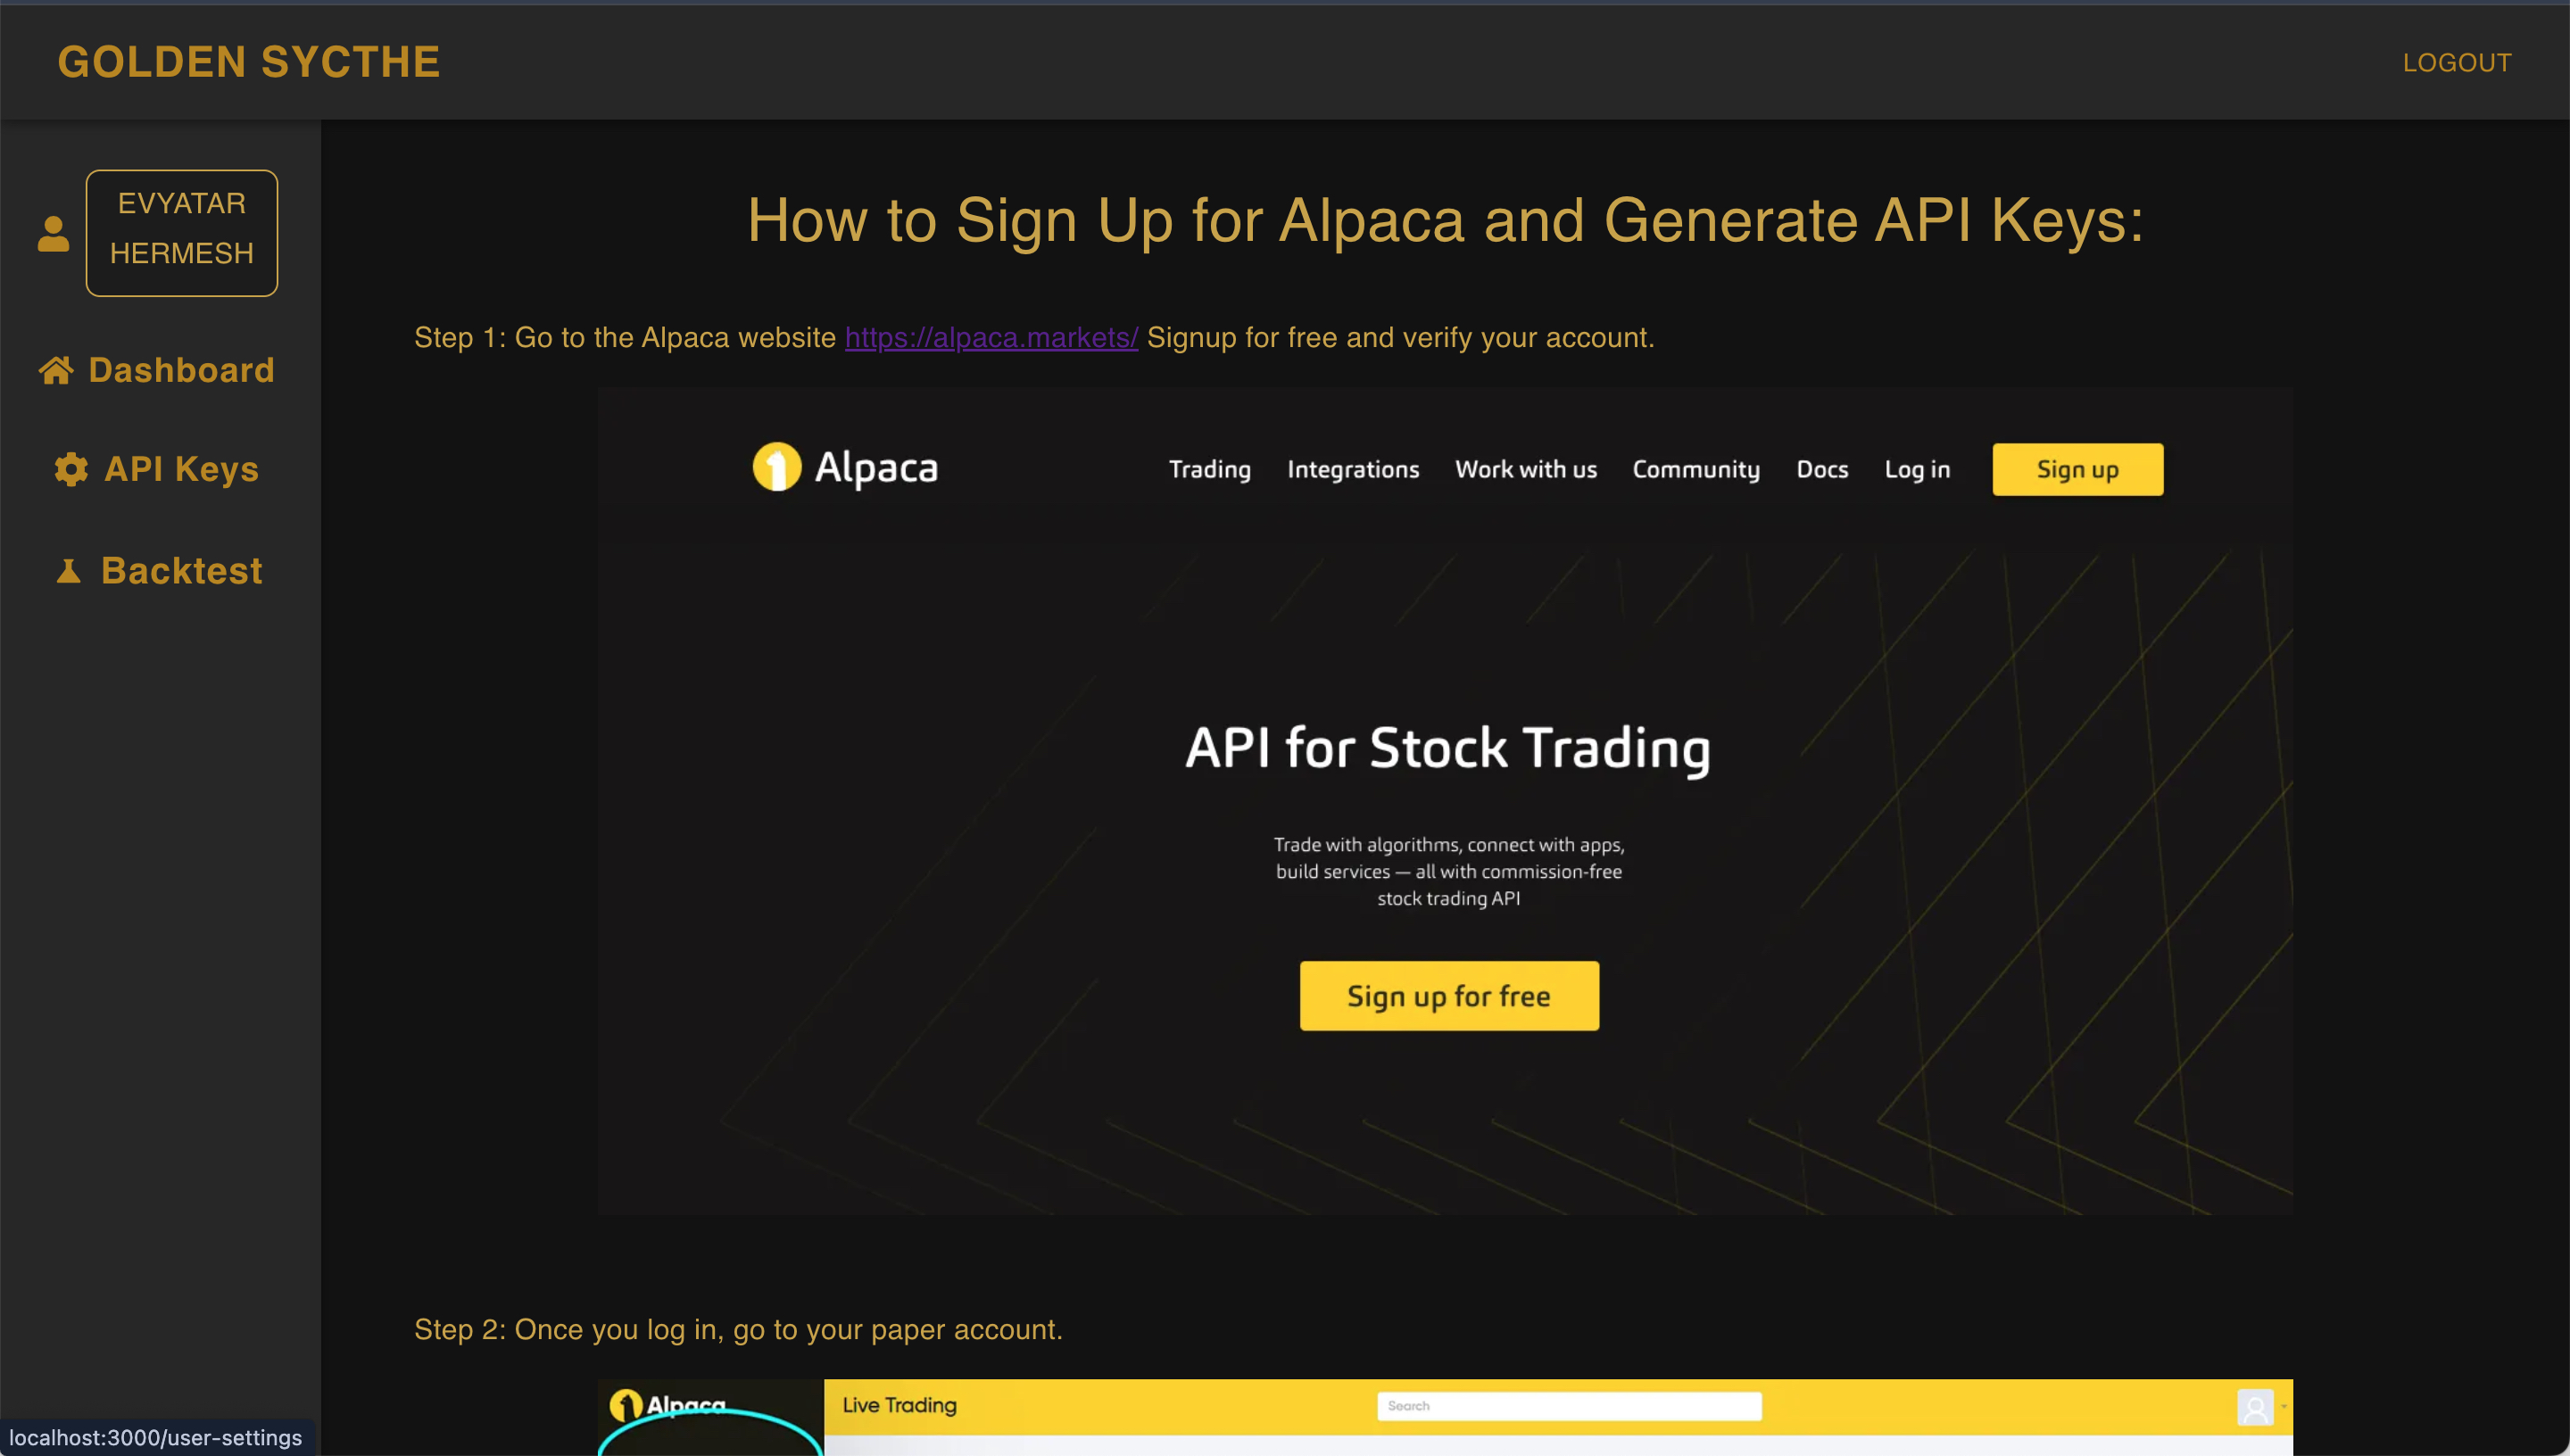 GOLDEN SYCTHE
LOGOUT
EVYATAR
HERMESH
Dashboard
API Keys
Backtest
How to Sign Up for Alpaca and Generate API Keys:
Step 1: Go to the Alpaca website https://alpaca.markets/ Signup for free and verify your account.
Alpaca
Trading Integrations Work with us Community Docs Log in Sign up
API for Stock Trading
Trade with algorithms, connect with apps,
build services — all with commission-free
stock trading API
Sign up for free
Step 2: Once you log in, go to your paper account.
Alpaca
Live Trading
Search
localhost:3000/user-settings